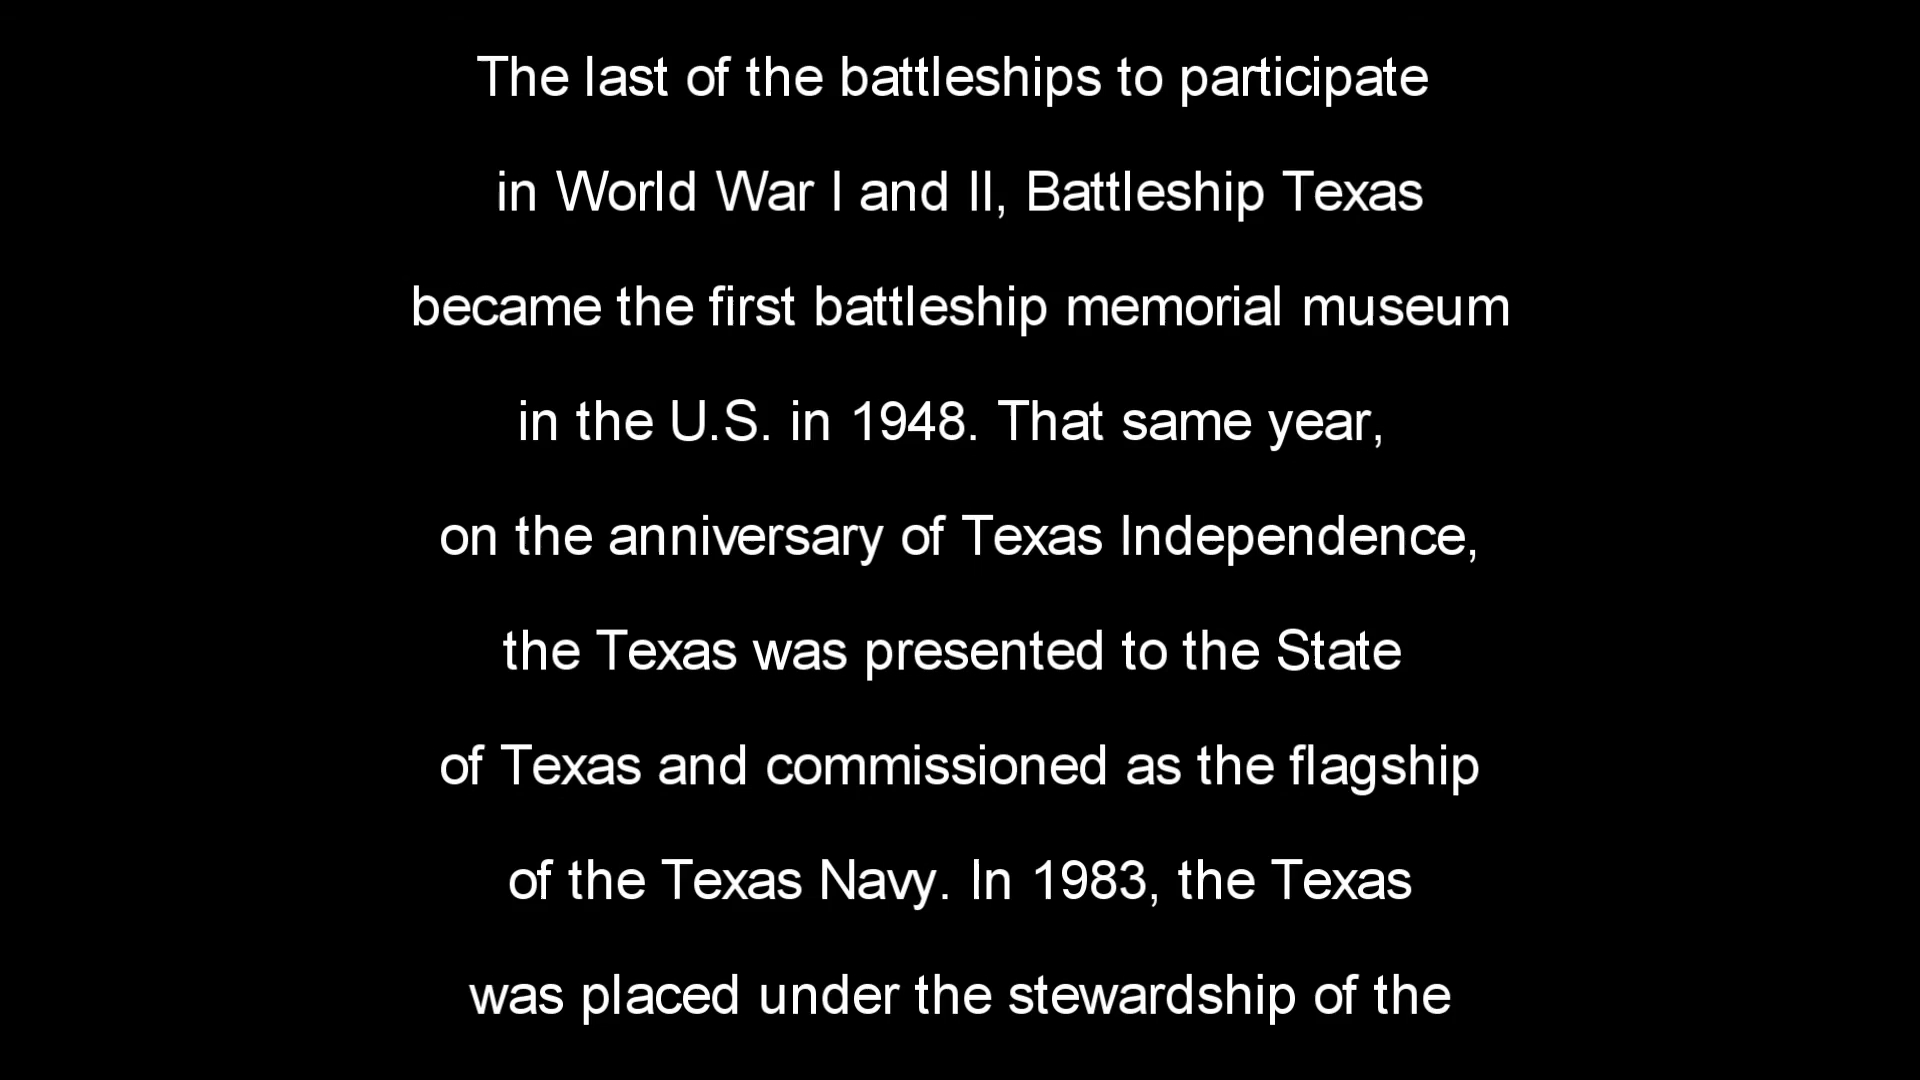 The last of the battleships to participate
in World War I and II, Battleship Texas
became the first battleship memorial museum
in the U.S. in 1948. That same year,
on the anniversary of Texas Independence,
the Texas was presented to the State
of Texas and commissioned as the flagship
of the Texas Navy. In 1983, the Texas
was placed under the stewardship of the